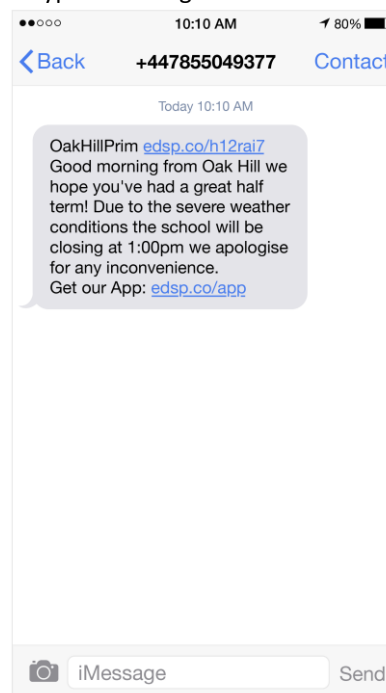 10:10 AM
80%
Back
+447855049377
Contact
Today 10:10 AM
OakHillPrim edsp.co/h12rai7
Good morning from Oak Hill we
hope you've had a great half
term! Due to the severe weather
conditions the school will be
closing at 1:00pm we apologise
for any inconvenience.
Get our App: edsp.co/app
iMessage
Send